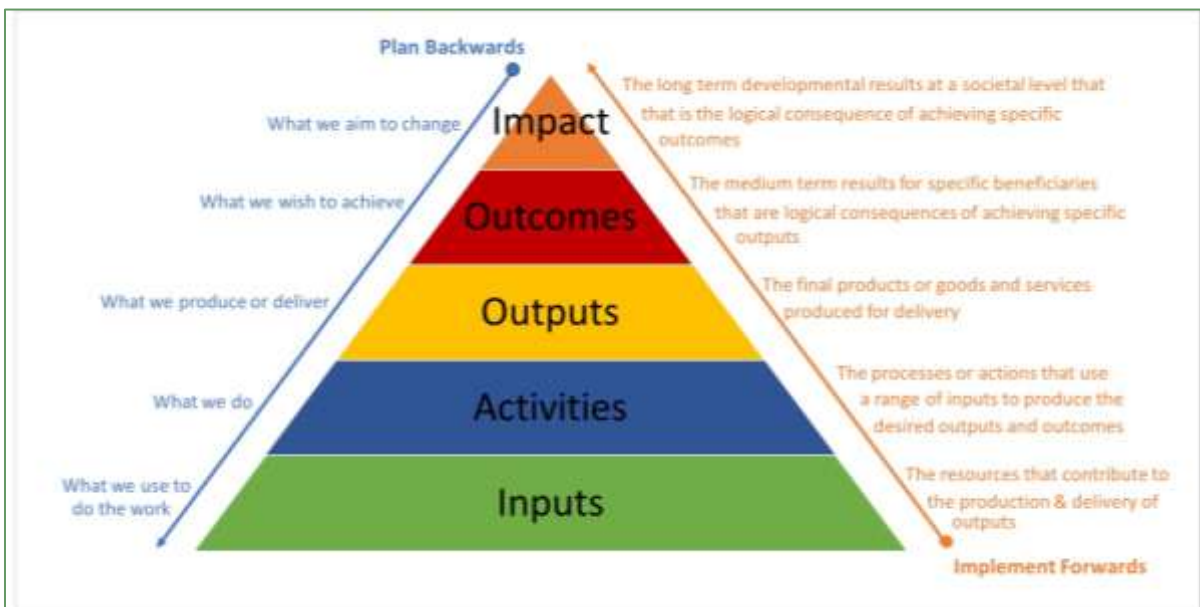 Plan Backwards
What we aim to change
What we wish to achieve
What we produce or deliver
What we do
What we use to
do the work
Impact
Outcomes
Outputs
Activities
Inputs
The long term developmental results at a societal level that
that is the logical consequence of achieving specific
outcomes
The medium term results for specific beneficiaries
that are logical consequences of achieving specific
outputs
The final products or goods and services
produced for delivery
The processes or actions that use
a range of inputs to produce the
desired outputs and outcomes
The resources that contribute to
the production & delivery of
outputs
Implement Forwards